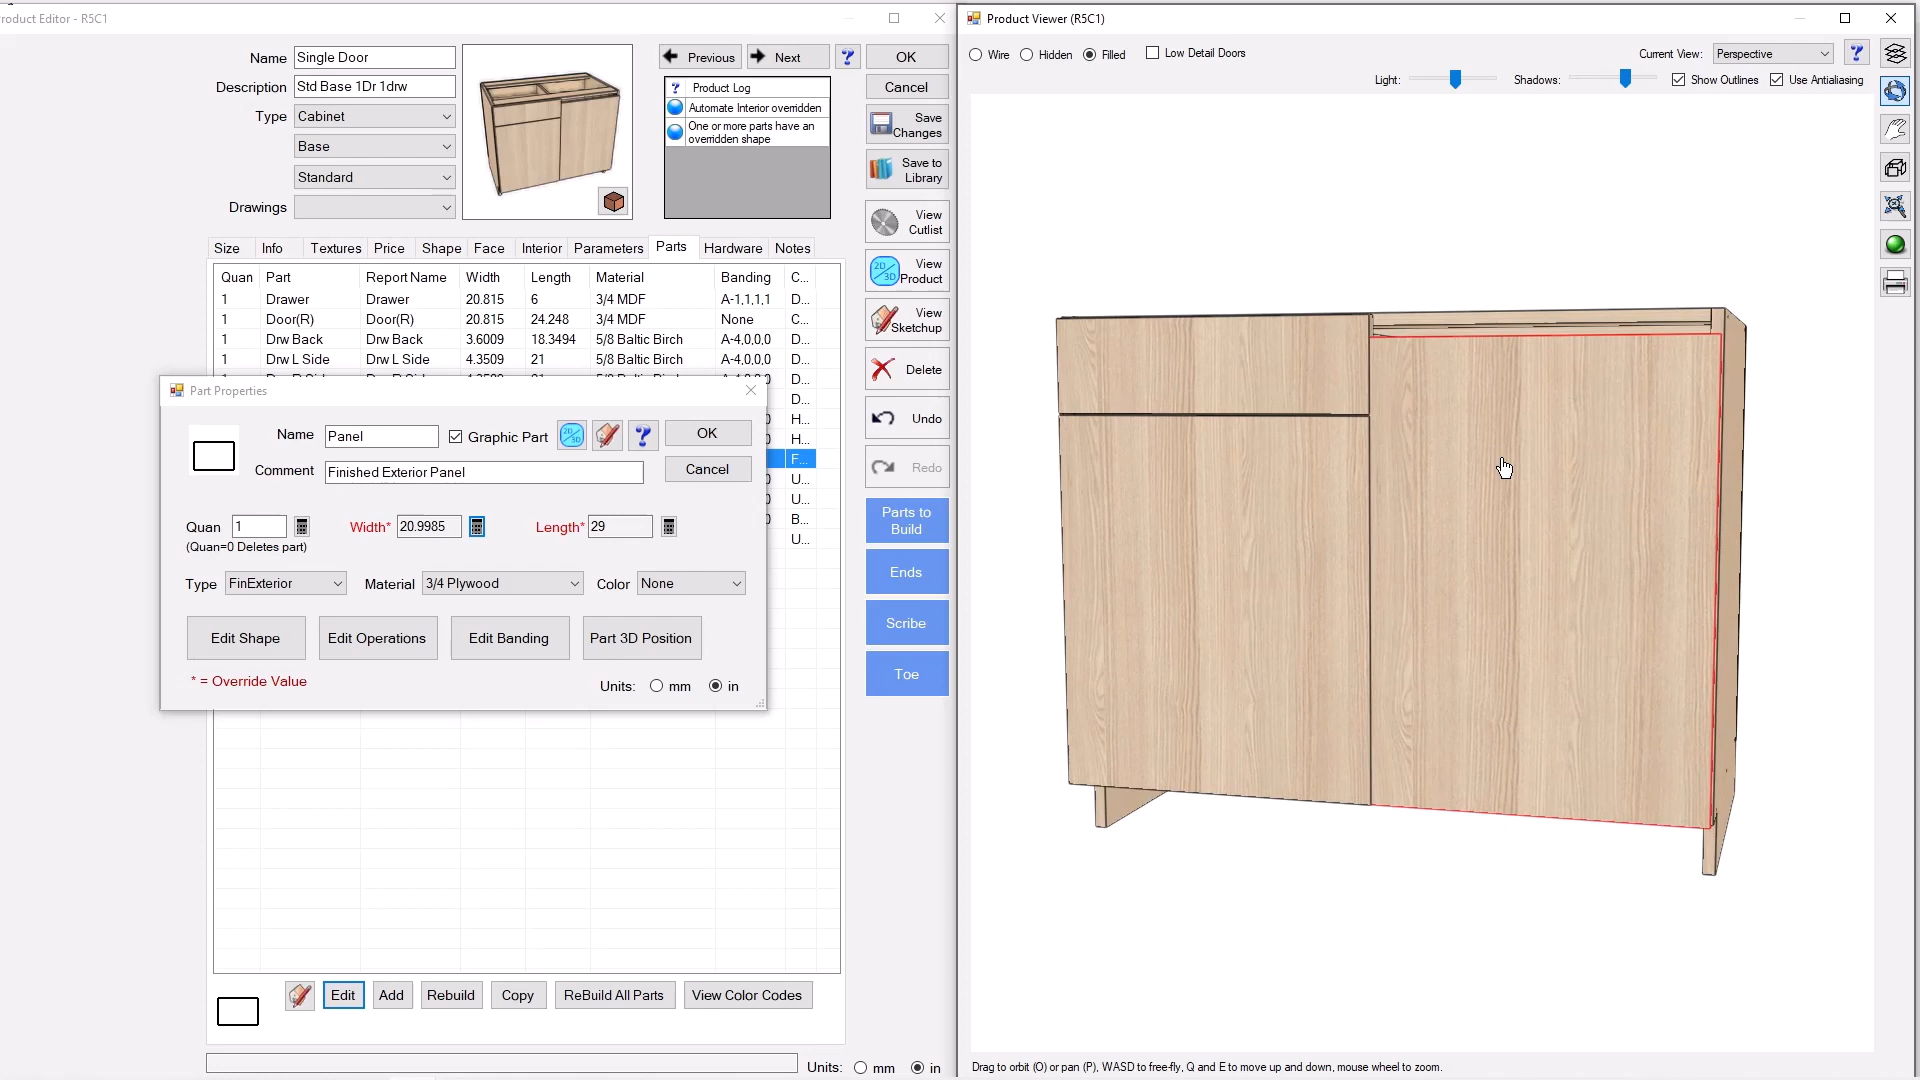 roduct Editor - R5C1
Name Single Door
Description Std Base 1Dr 1drw
Type Cabinet
Base
Standard
Drawings
Previous
Next
Product Log
Automate Interior overridden
One or more parts have an
overridden shape
OK
Cancel
Save
Changes
Save to
Library
View
Cutlist
View
Product
View
Sketchup
Delete
Undo
Redo
Parts to
Build
Ends
Scribe
Toe
Size Info Textures Price Shape Face Interior Parameters Parts Hardware Notes
Quan Part Report Name Width Length Material Banding C...
1 Drawer Drawer 20.815 6 3/4 MDF A-1,1,1,1 D...
1 Door(R) Door(R) 20.815 24.248 3/4 MDF None C...
1 Drw Back Drw Back 3.6009 18.3494 5/8 Baltic Birch A-4,0,0,0 D...
1 Drw L Side Drw L Side 4.3509 21 5/8 Baltic Birch A-4,0,0,0 D...
D...
D...
H...
H...
F...
U...
U...
B...
U...
Part Properties
Name Panel Graphic Part 2D/3D OK
Comment Finished Exterior Panel Cancel
Quan 1 Width* 20.9985 Length* 29
(Quan=0 Deletes part)
Type FinExterior Material 3/4 Plywood Color None
Edit Shape Edit Operations Edit Banding Part 3D Position
* = Override Value
Units: mm in
Edit Add Rebuild Copy ReBuild All Parts View Color Codes
Units: mm in
Product Viewer (R5C1)
Wire Hidden Filled Low Detail Doors Current View: Perspective
Light: Shadows: Show Outlines Use Antialiasing
Drag to orbit (O) or pan (P), WASD to free-fly, Q and E to move up and down, mouse wheel to zoom.